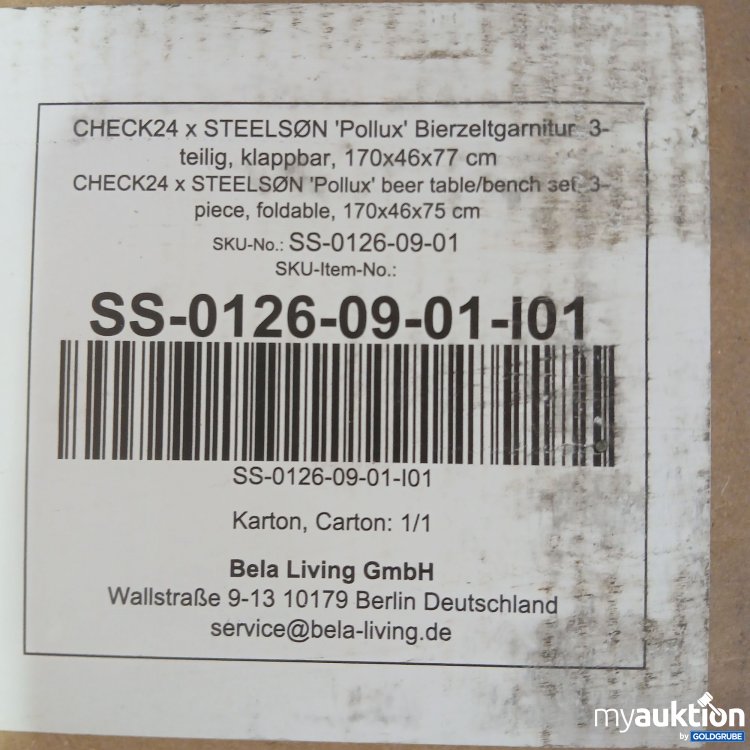 CHECK24 x STEELSØN 'Pollux' Bierzeltgarnitur, 3-
teilig, klappbar, 170x46x77 cm
CHECK24 x STEELSØN 'Pollux' beer table/bench set, 3-
piece, foldable, 170x46x75 cm
SKU-No.: SS-0126-09-01
SKU-Item-No.:
SS-0126-09-01-I01
SS-0126-09-01-I01
Karton, Carton: 1/1
Bela Living GmbH
Wallstraße 9-13 10179 Berlin Deutschland
service@bela-living.de
myauktion
by GOLDGRUBE